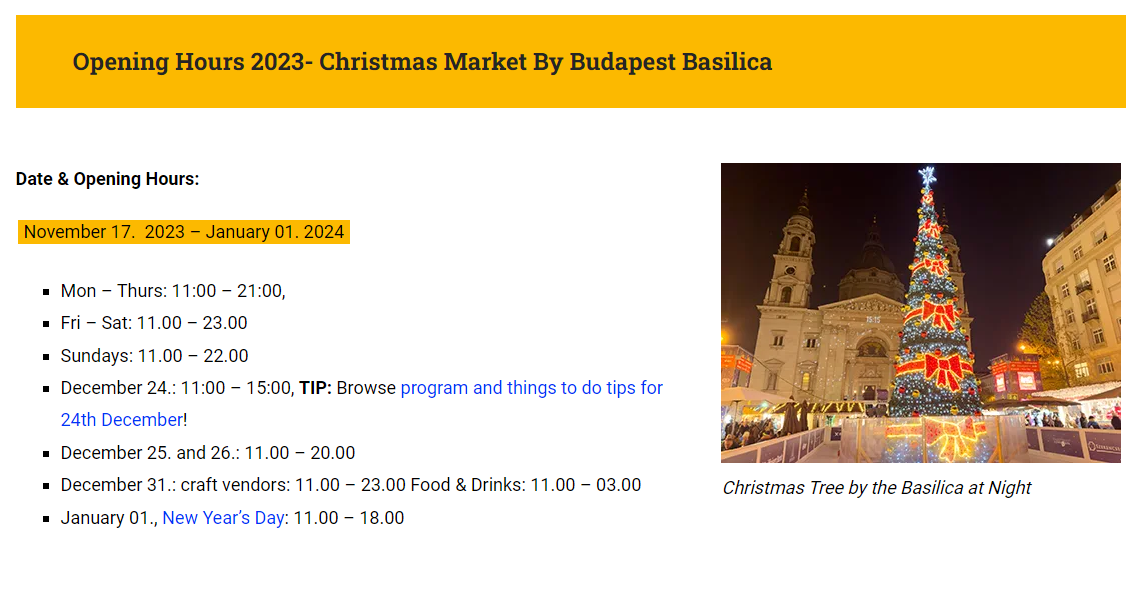 Opening Hours 2023- Christmas Market By Budapest Basilica
Date & Opening Hours:
November 17.  2023 – January 01. 2024
Mon – Thurs: 11:00 – 21:00,
Fri – Sat: 11.00 – 23.00
Sundays: 11.00 – 22.00
December 24.: 11:00 – 15:00, TIP: Browse program and things to do tips for
24th December!
December 25. and 26.: 11.00 – 20.00
December 31.: craft vendors: 11.00 – 23.00 Food & Drinks: 11.00 – 03.00
January 01., New Year’s Day: 11.00 – 18.00
Christmas Tree by the Basilica at Night